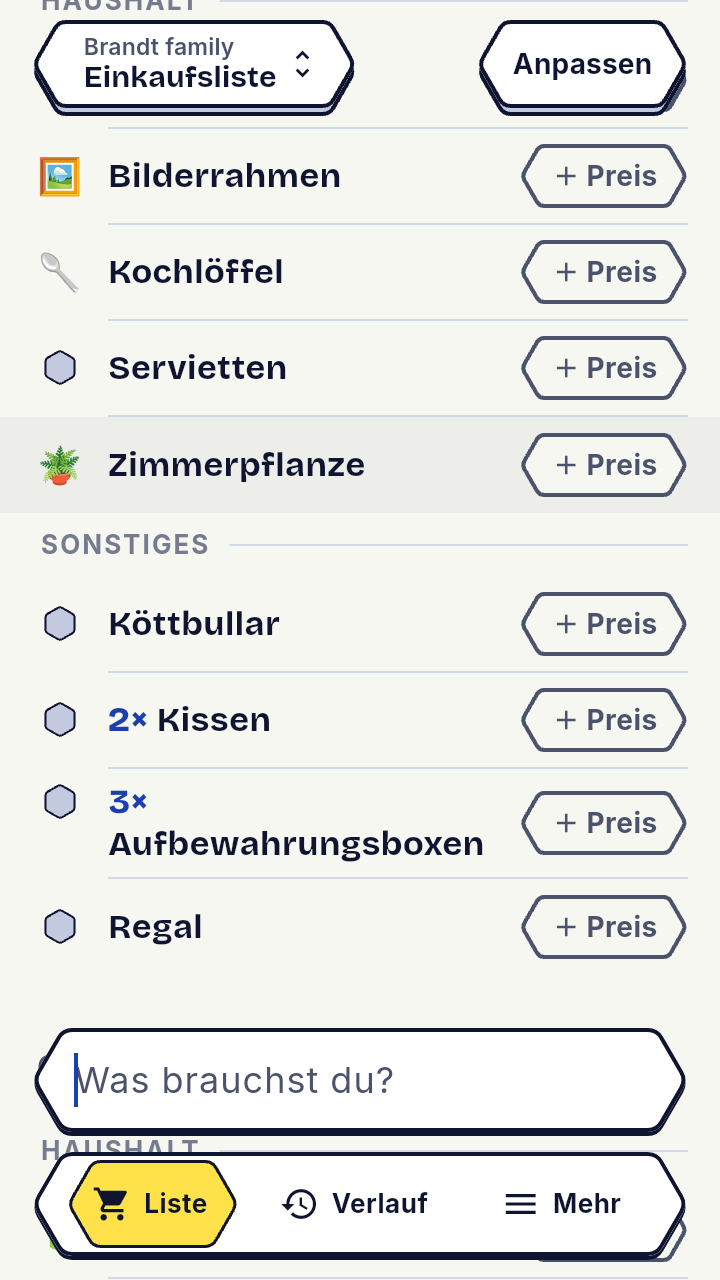 HAUSHALT
Brandt family
Einkaufsliste
Anpassen
Bilderrahmen
+ Preis
Kochlöffel
+ Preis
Servietten
+ Preis
Zimmerpflanze
+ Preis
SONSTIGES
Köttbullar
+ Preis
2× Kissen
+ Preis
3×
Aufbewahrungsboxen
+ Preis
Regal
+ Preis
Was brauchst du?
HAUSHALT
Liste
Verlauf
Mehr